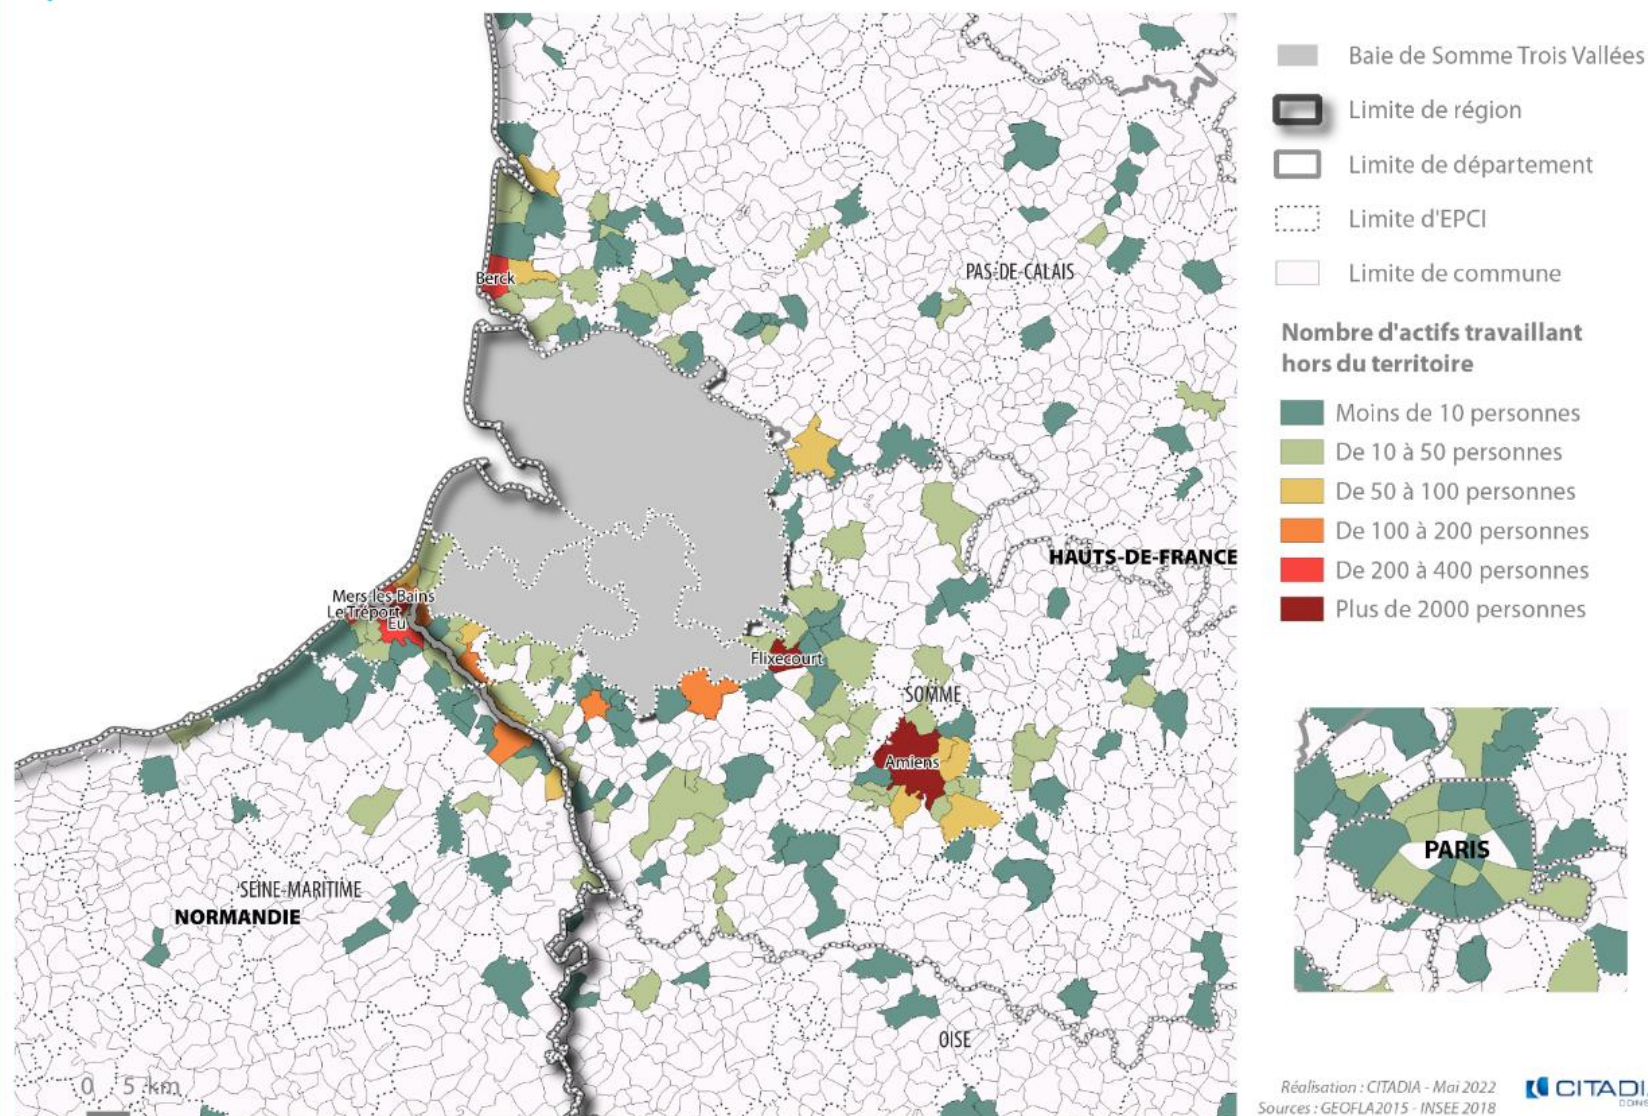 Berck
PAS-DE-CALAIS
HAUTS-DE-FRANCE
Mers-les-Bains
Le Tréport
Eu
Flixecourt
SOMME
Amiens
SEINE-MARITIME
NORMANDIE
OISE
0 5 km
Baie de Somme Trois Vallées
Limite de région
Limite de département
Limite d'EPCI
Limite de commune
Nombre d'actifs travaillant
hors du territoire
Moins de 10 personnes
De 10 à 50 personnes
De 50 à 100 personnes
De 100 à 200 personnes
De 200 à 400 personnes
Plus de 2000 personnes
PARIS
Réalisation : CITADIA - Mai 2022
Sources : GEOFLA2015 - INSEE 2018
CITADI